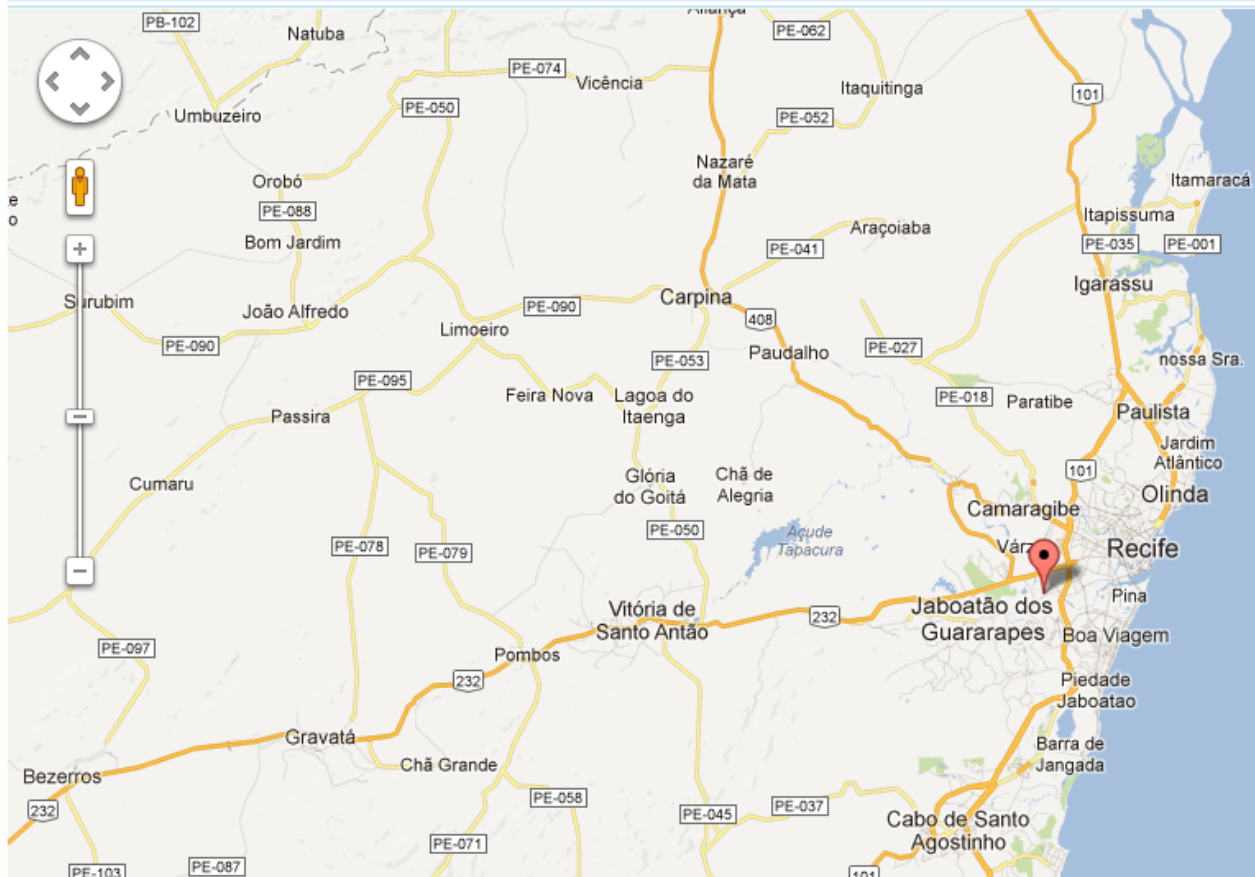 Aliança
PB-102
PE-062
Natuba
PE-074
Vicência
Itaquitinga
101
PE-050
Umbuzeiro
PE-052
Nazaré
da Mata
Orobó
Itamaracá
te
o
PE-088
Itapissuma
Araçoiaba
Bom Jardim
PE-041
PE-035
PE-001
Igarassu
Carpina
Surubim
PE-090
João Alfredo
408
Limoeiro
PE-090
PE-027
Paudalho
nossa Sra.
PE-053
PE-095
Feira Nova
Lagoa do
Itaenga
PE-018
Paratibe
Paulista
Passira
Jardim
Atlântico
101
Glória
do Goitá
Chã de
Alegria
Cumaru
Olinda
Camaragibe
PE-050
Açude
Tapacura
PE-078
PE-079
Várz
Recife
Pina
Vitória de
Santo Antão
232
Jaboatão dos
Guararapes
Boa Viagem
PE-097
Pombos
232
Piedade
Jaboatao
Gravatá
Barra de
Jangada
Chã Grande
Bezerros
PE-058
PE-037
232
PE-045
Cabo de Santo
Agostinho
PE-071
PE-087
PE-103
101